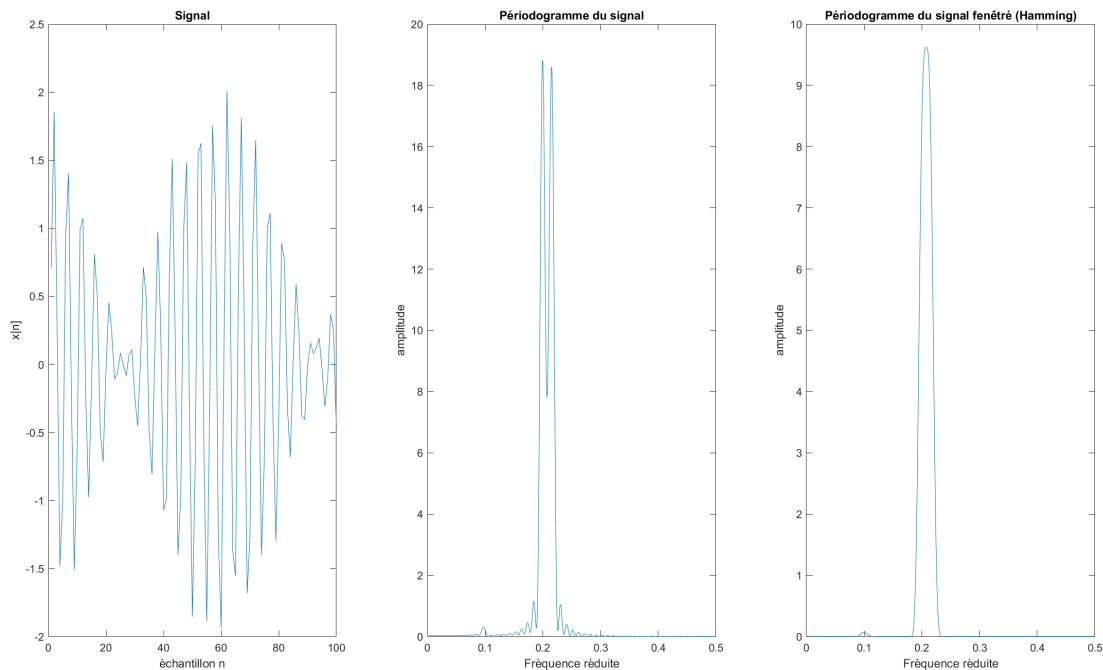 Signal
2.5
2
1.5
1
0.5
0
-0.5
-1
-1.5
-2
x[n]
0 20 40 60 80 100
échantillon n
Périodogramme du signal
20
18
16
14
12
10
8
6
4
2
0
amplitude
0 0.1 0.2 0.3 0.4 0.5
Fréquence réduite
Périodogramme du signal fenêtré (Hamming)
10
9
8
7
6
5
4
3
2
1
0
amplitude
0 0.1 0.2 0.3 0.4 0.5
Fréquence réduite